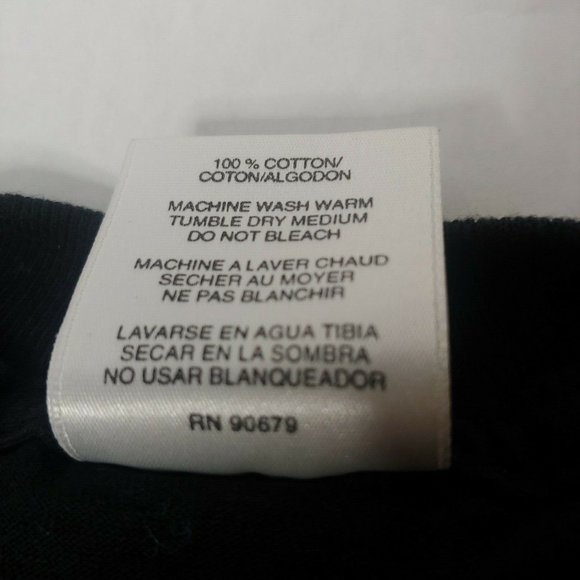 100 % COTTON/
COTON/ALGODON
MACHINE WASH WARM
TUMBLE DRY MEDIUM
DO NOT BLEACH
MACHINE A LAVER CHAUD
SECHER AU MOYER
NE PAS BLANCHIR
LAVARSE EN AGUA TIBIA
SECAR EN LA SOMBRA
NO USAR BLANQUEADOR
RN 90679